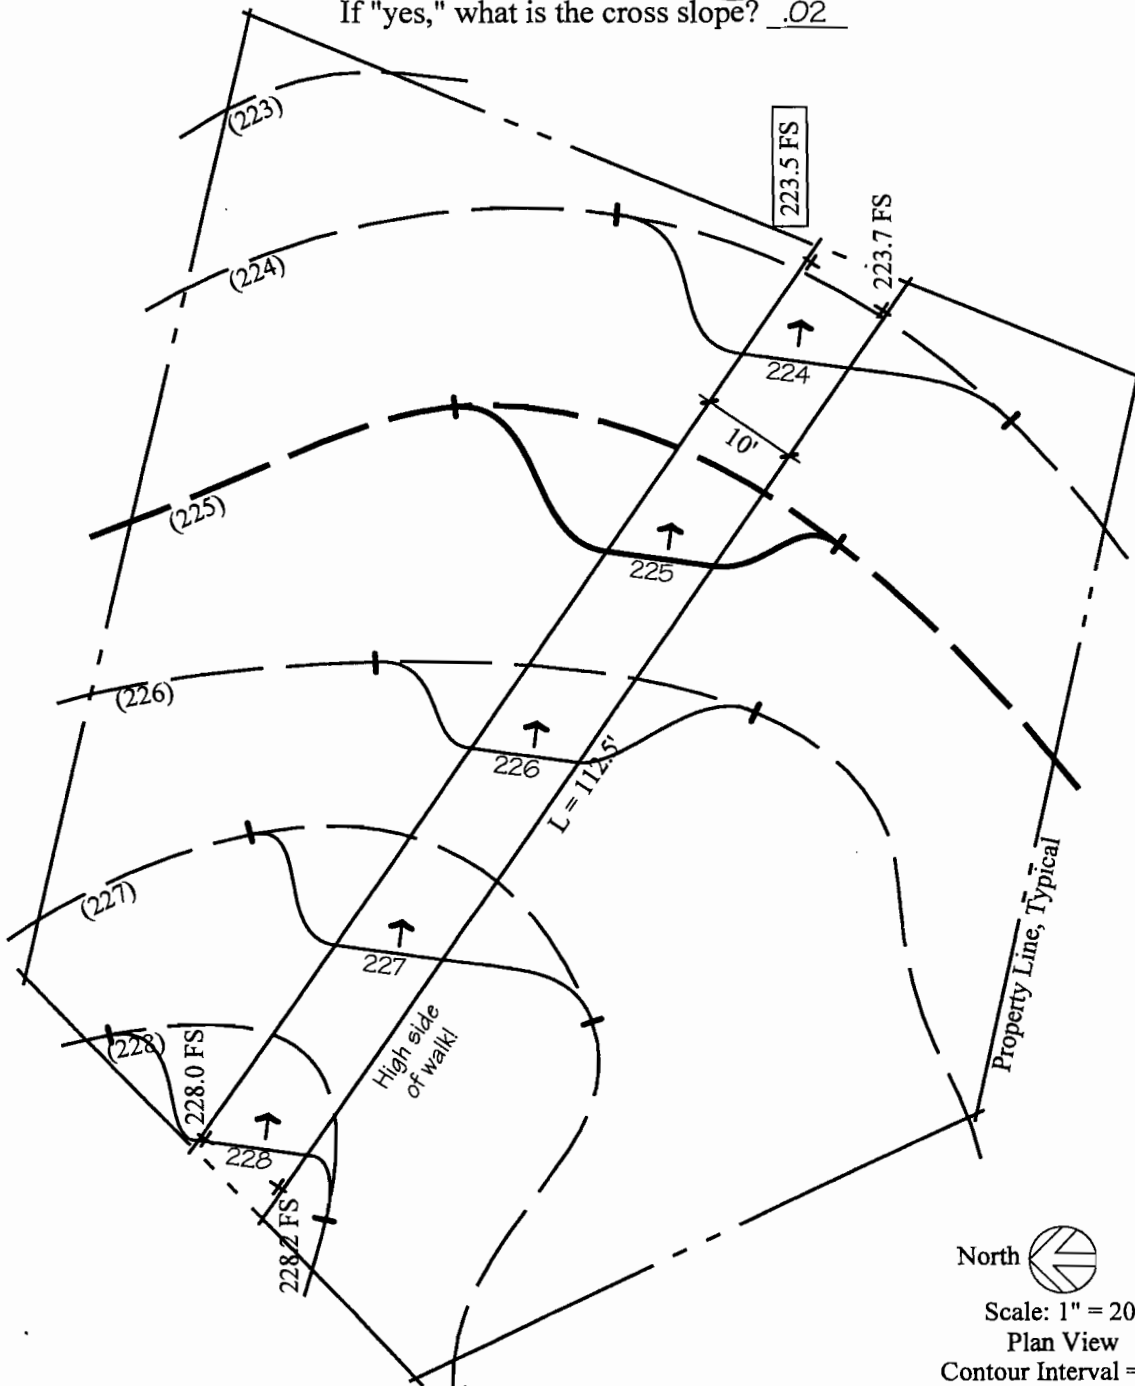 If "yes," what is the cross slope? .02
(223)
223.5 FS
223.7 FS
(224)
224
10'
(225)
225
(226)
226
L = 112.5'
(227)
227
Property Line, Typical
High side
of walk!
(228)
228.0 FS
228
228.2 FS
North
Scale: 1" = 20
Plan View
Contour Interval =